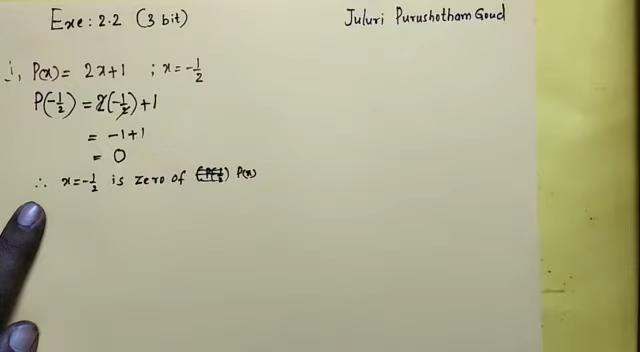 Exe: 2.2 (3 bit)
Juluri Purushotham Goud
i, P(x) = 2x+1 ; x = -1/2
P(-1/2) = 2(-1/2)+1
= -1+1
= 0
∴ x = -1/2 is zero of P(x)